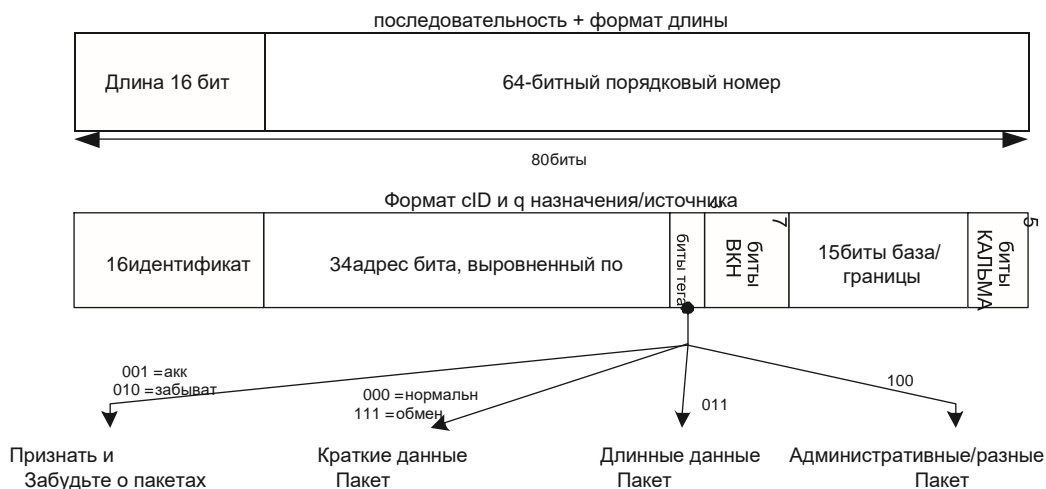 последовательность + формат длины
Длина 16 бит
64-битный порядковый номер
80биты
Формат cID и q назначения/источника
16идентификат
34адрес бита, выровненный по
биты тега
3
биты
ВКН
7
15биты база/
границы
биты
КАЛЬМА
5
001 =акк
010 =забыват
000 =нормальн
111 =обмен
011
100
Признать и
Забудьте о пакетах
Краткие данные
Пакет
Длинные данные
Пакет
Административные/разные
Пакет